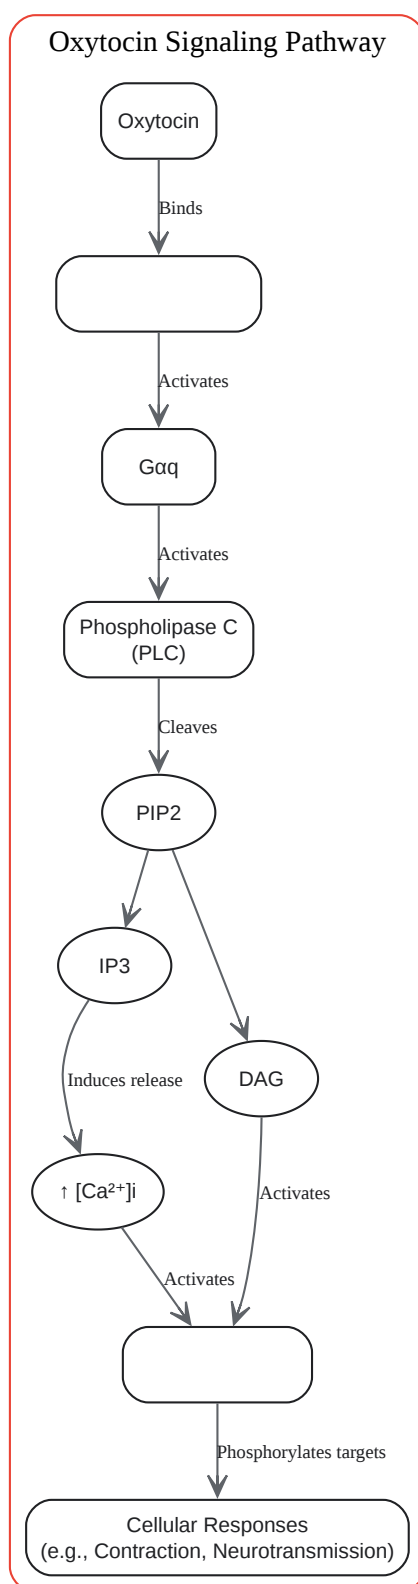 Oxytocin Signaling Pathway
Oxytocin
Binds
Activates
Gαq
Activates
Phospholipase C
(PLC)
Cleaves
PIP2
IP3
Induces release
DAG
↑ [Ca²⁺]i
Activates
Activates
Phosphorylates targets
Cellular Responses
(e.g., Contraction, Neurotransmission)